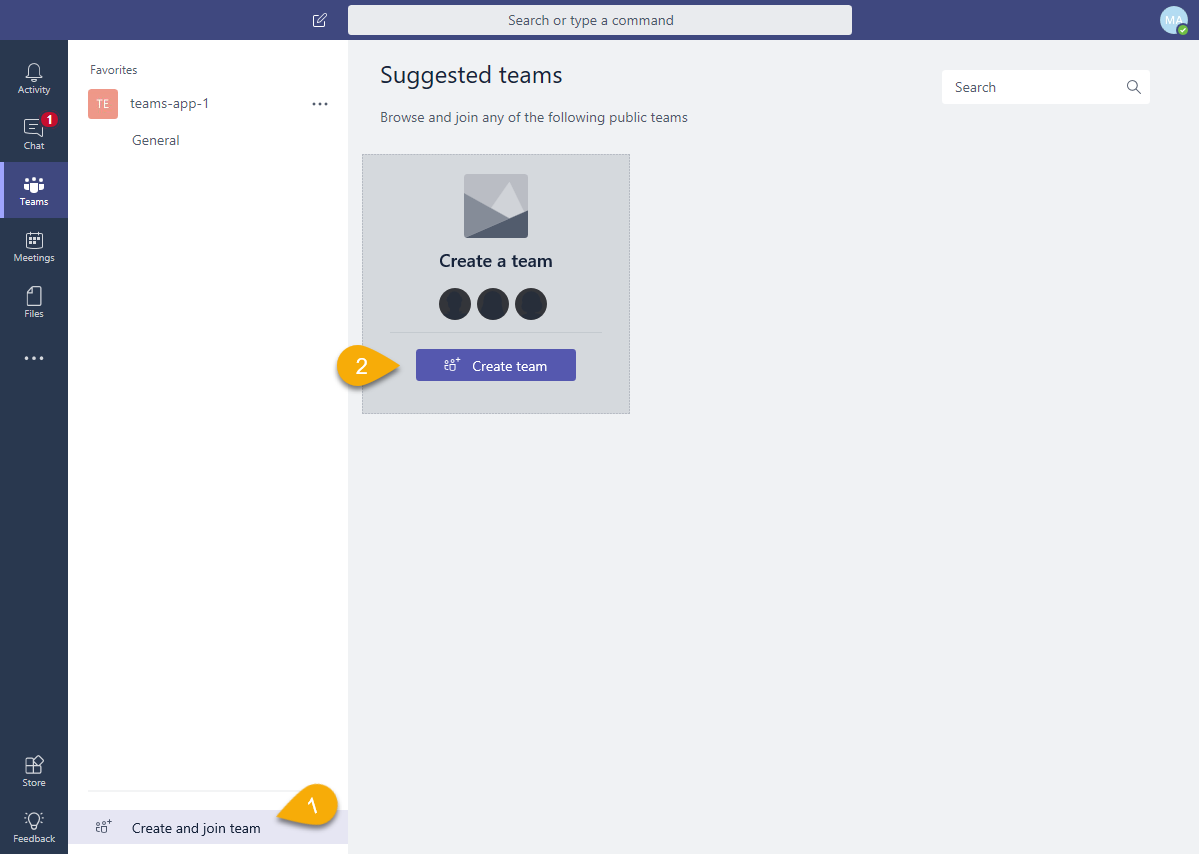 Search or type a command
MA
Activity
1
Chat
Teams
Meetings
Files
Store
Feedback
Favorites
TE
teams-app-1
General
Create and join team
1
Suggested teams
Search
Browse and join any of the following public teams
Create a team
2
Create team